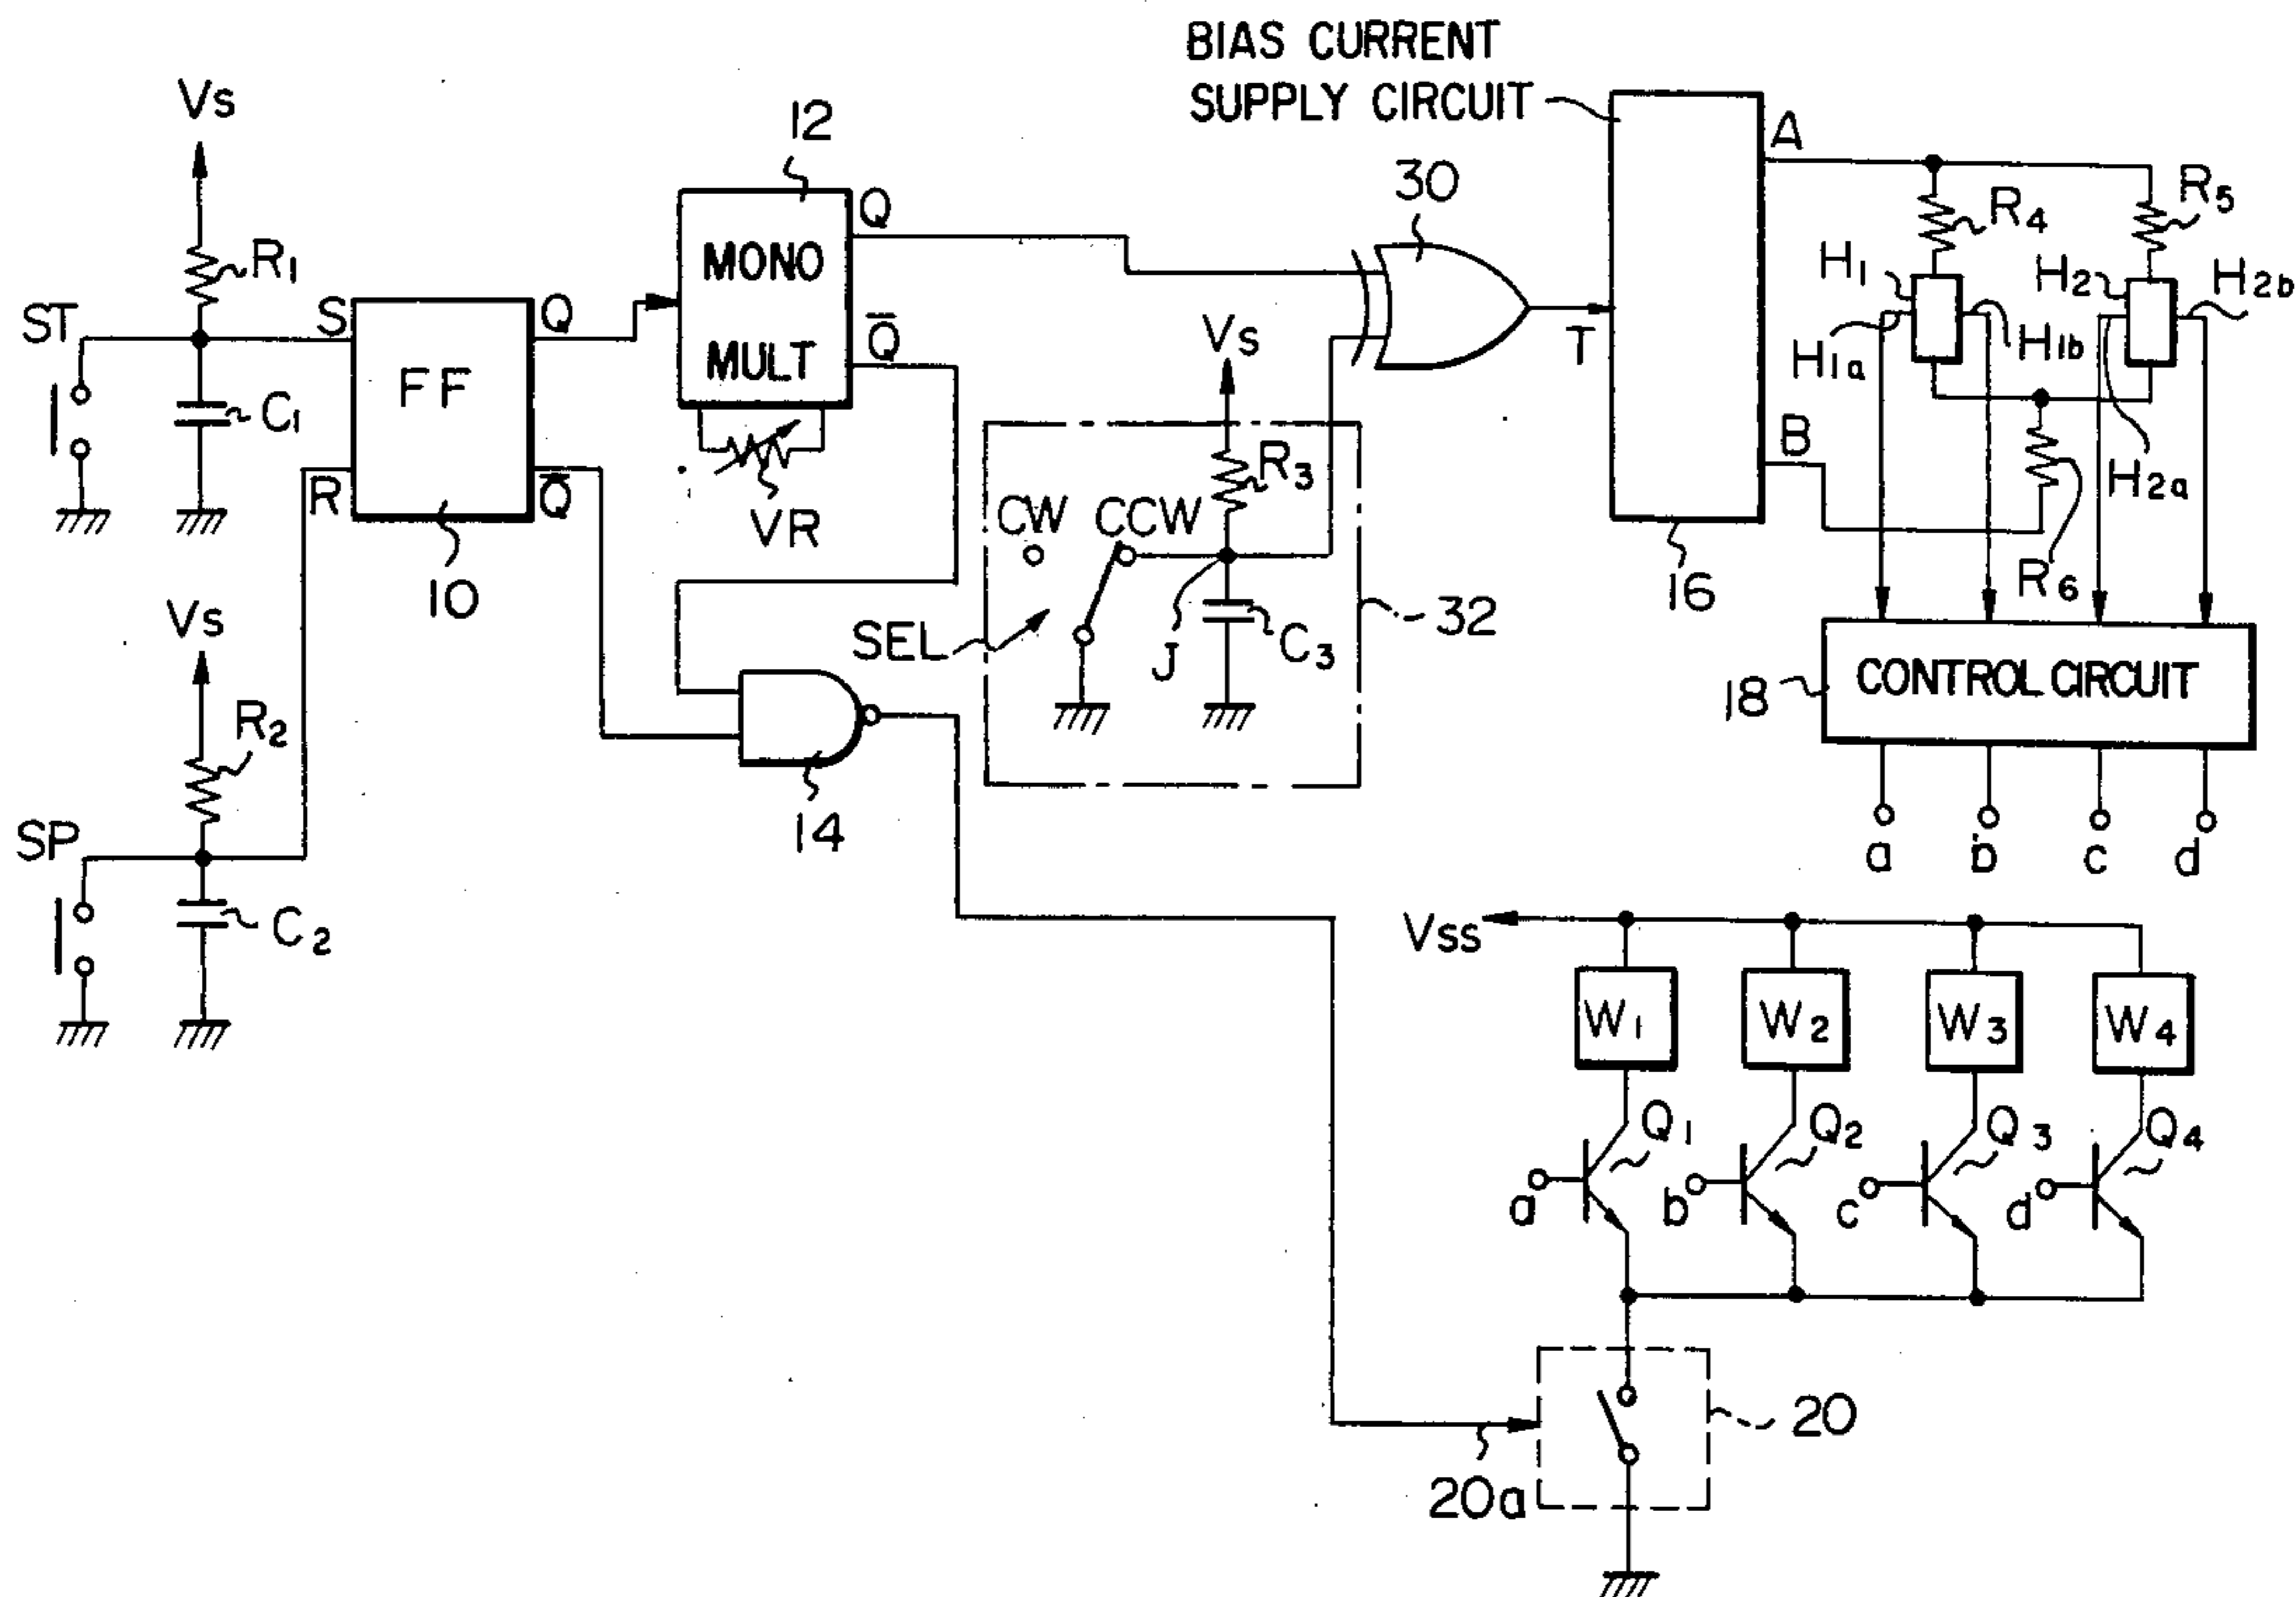 BIAS CURRENT
SUPPLY CIRCUIT
Vs
12
A
30
R5
R4
Q
R1
MONO
H1
H2
H2b
ST
S
Q
Q̄
Vs
T
H1a
H1b
FF
MULT
C1
R3
B
H2a
R
Q̄
VR
CW
CCW
10
16
R6
Vs
SEL
J
C3
32
18
CONTROL CIRCUIT
R2
14
SP
a
b
c
d
C2
Vss
W1
W2
W3
W4
Q1
Q2
Q3
Q4
a
b
c
d
20
20a